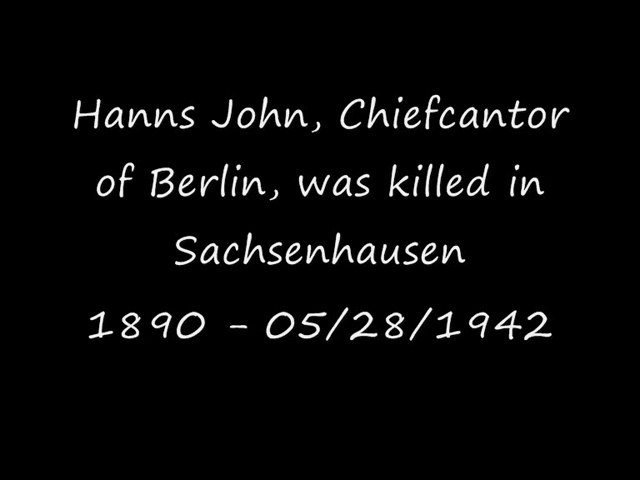 Hanns John, Chiefcantor
of Berlin, was killed in
Sachsenhausen
1890 - 05/28/1942